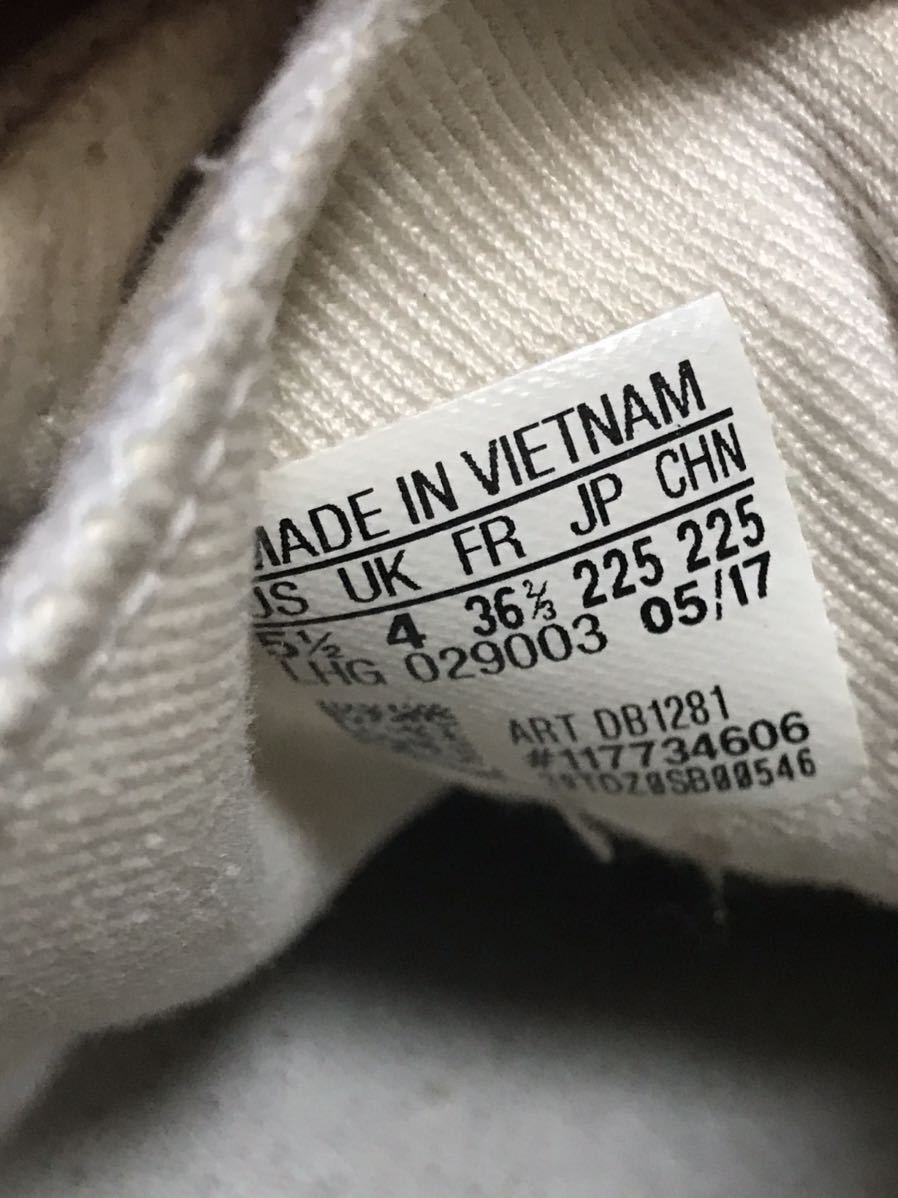 MADE IN VIETNAM
US UK FR JP CHN
5½ 4 36⅔ 225 225
LHG 029003 05/17
ART DB1281
#117734606